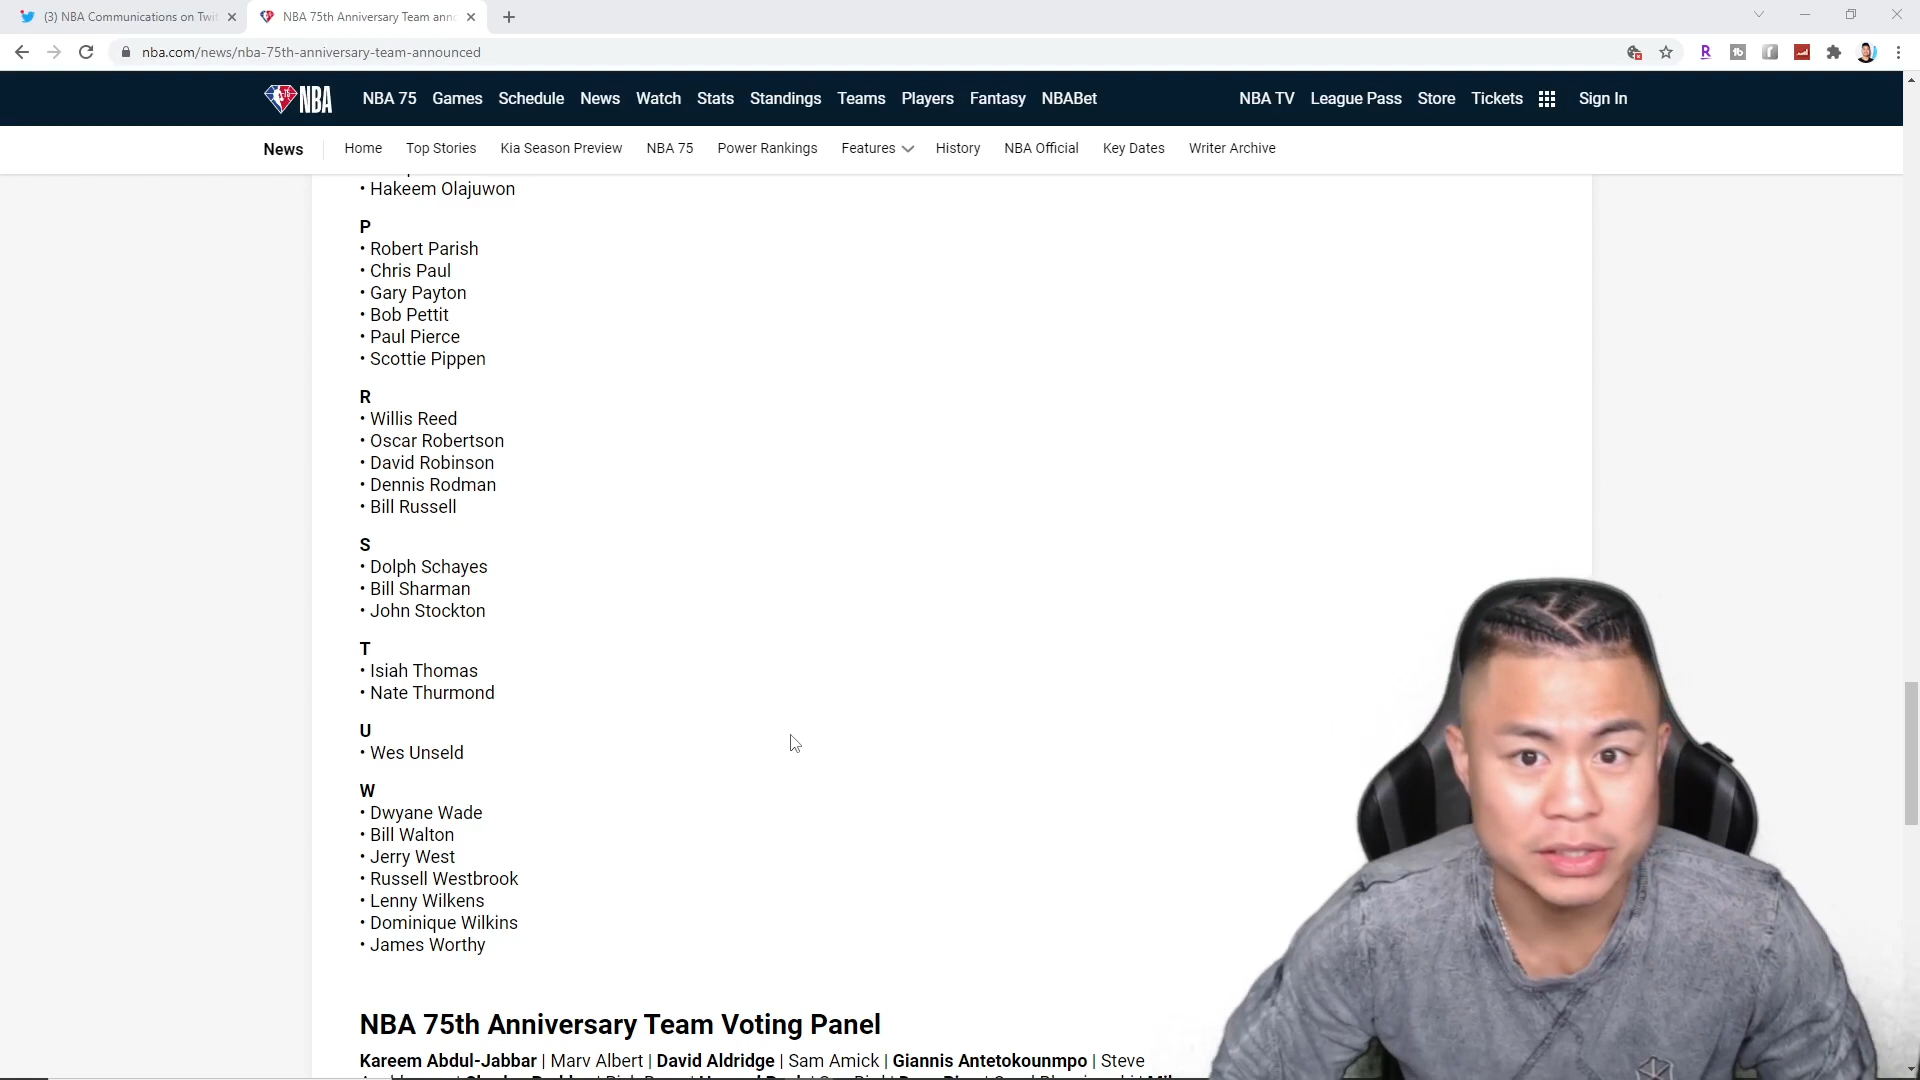 (3) NBA Communications on Twit
NBA 75th Anniversary Team anno
nba.com/news/nba-75th-anniversary-team-announced
NBA NBA 75 Games Schedule News Watch Stats Standings Teams Players Fantasy NBABet NBA TV League Pass Store Tickets Sign In
News Home Top Stories Kia Season Preview NBA 75 Power Rankings Features History NBA Official Key Dates Writer Archive
• Hakeem Olajuwon
P
• Robert Parish
• Chris Paul
• Gary Payton
• Bob Pettit
• Paul Pierce
• Scottie Pippen
R
• Willis Reed
• Oscar Robertson
• David Robinson
• Dennis Rodman
• Bill Russell
S
• Dolph Schayes
• Bill Sharman
• John Stockton
T
• Isiah Thomas
• Nate Thurmond
U
• Wes Unseld
W
• Dwyane Wade
• Bill Walton
• Jerry West
• Russell Westbrook
• Lenny Wilkens
• Dominique Wilkins
• James Worthy
NBA 75th Anniversary Team Voting Panel
Kareem Abdul-Jabbar | Marv Albert | David Aldridge | Sam Amick | Giannis Antetokounmpo | Steve